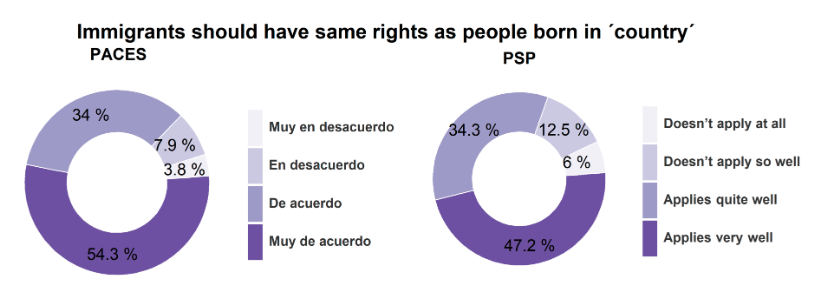 Immigrants should have same rights as people born in ´country´
PACES
34 %
7.9 %
3.8 %
54.3 %
Muy en desacuerdo
En desacuerdo
De acuerdo
Muy de acuerdo
PSP
34.3 %
12.5 %
6 %
47.2 %
Doesn’t apply at all
Doesn’t apply so well
Applies quite well
Applies very well